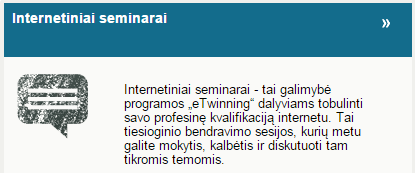 Internetiniai seminarai »
Internetiniai seminarai - tai galimybė
programos „eTwinning“ dalyviams tobulinti
savo profesinę kvalifikaciją internetu. Tai
tiesioginio bendravimo sesijos, kurių metu
galite mokytis, kalbėtis ir diskutuoti tam
tikromis temomis.